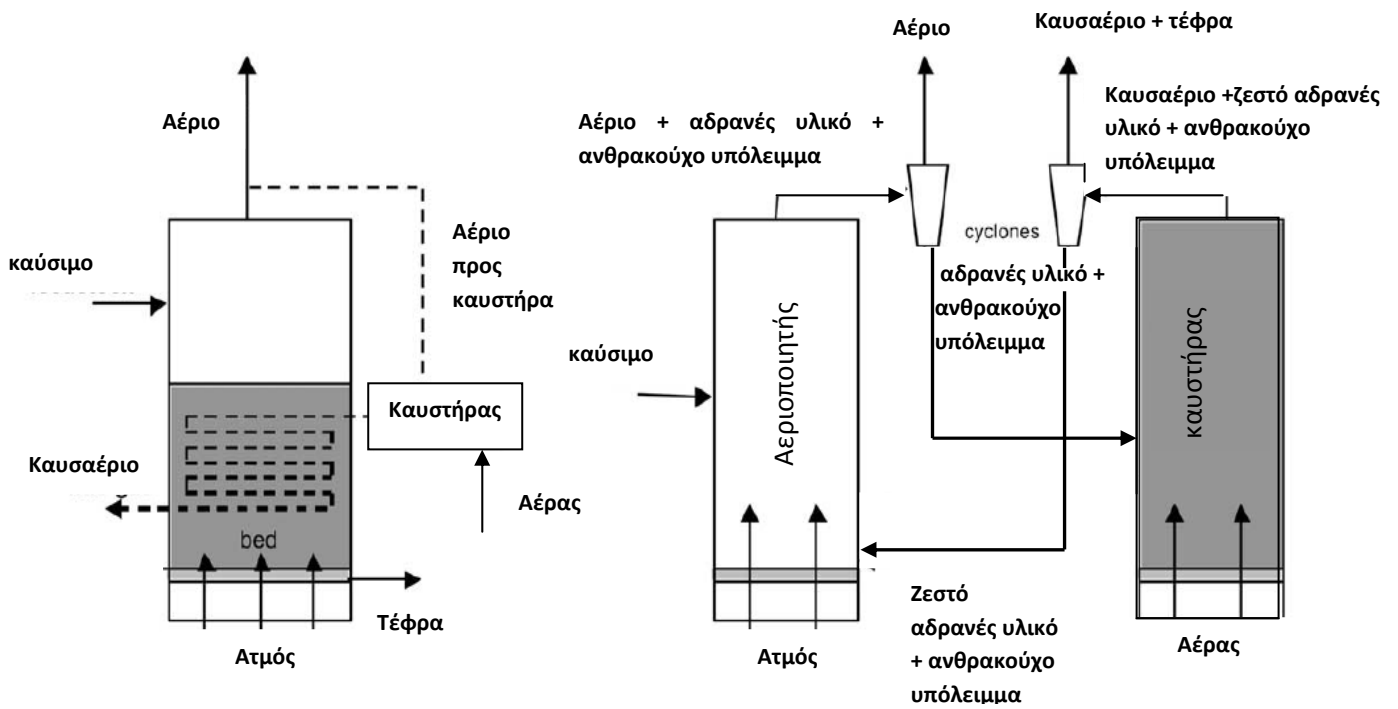 Αέριο
καύσιμο
Αέριο
προς
καυστήρα
Καυστήρας
Καυσαέριο
Αέρας
bed
Τέφρα
Ατμός
Αέριο
Καυσαέριο + τέφρα
Αέριο + αδρανές υλικό +
ανθρακούχο υπόλειμμα
Καυσαέριο +ζεστό αδρανές
υλικό + ανθρακούχο
υπόλειμμα
cyclones
αδρανές υλικό +
ανθρακούχο
υπόλειμμα
καύσιμο
Αεριοποιητής
καυστήρας
Ζεστό
αδρανές υλικό
+ ανθρακούχο
υπόλειμμα
Ατμός
Αέρας